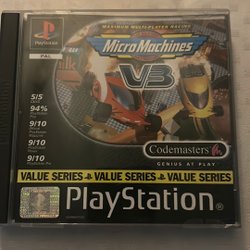 PlayStation
PAL
MAXIMUM MULTI-PLAYER RACING
MicroMachines
V3
5/5
94%
9/10
9/10
9/10
Codemasters
GENIUS AT PLAY
VALUE SERIES VALUE SERIES VALUE SERIES
PlayStation